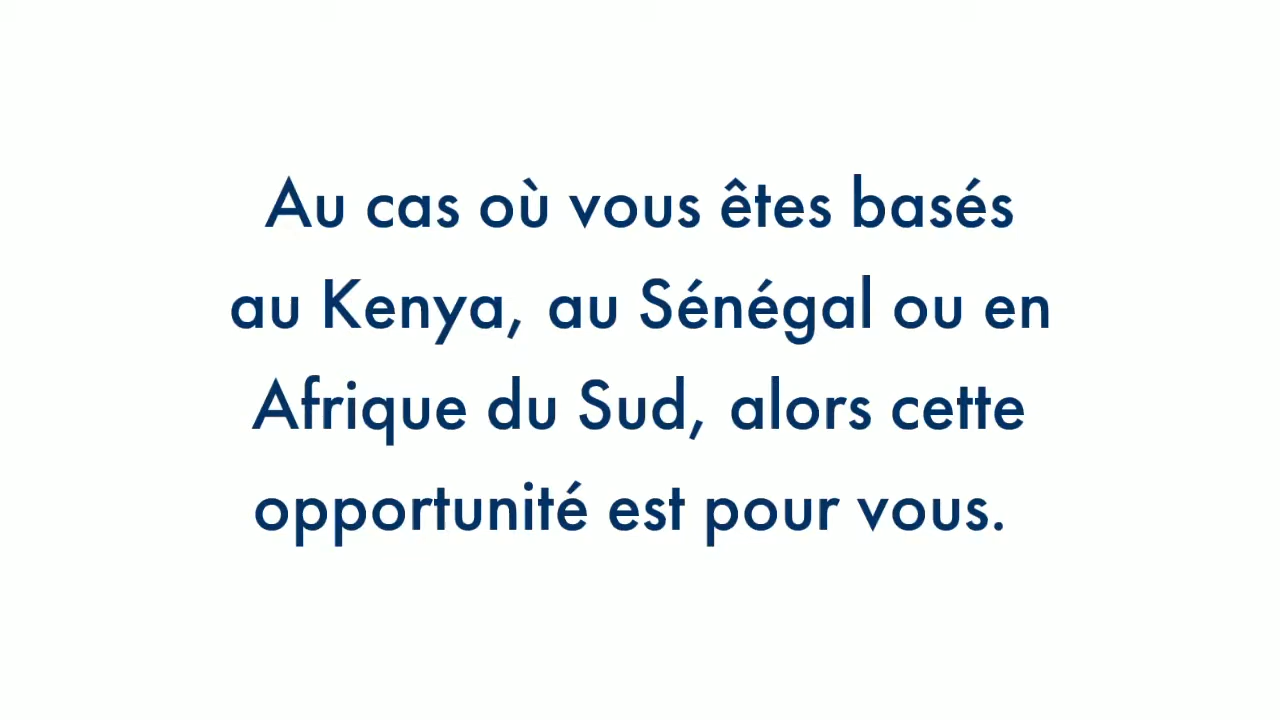 Au cas où vous êtes basés
au Kenya, au Sénégal ou en
Afrique du Sud, alors cette
opportunité est pour vous.